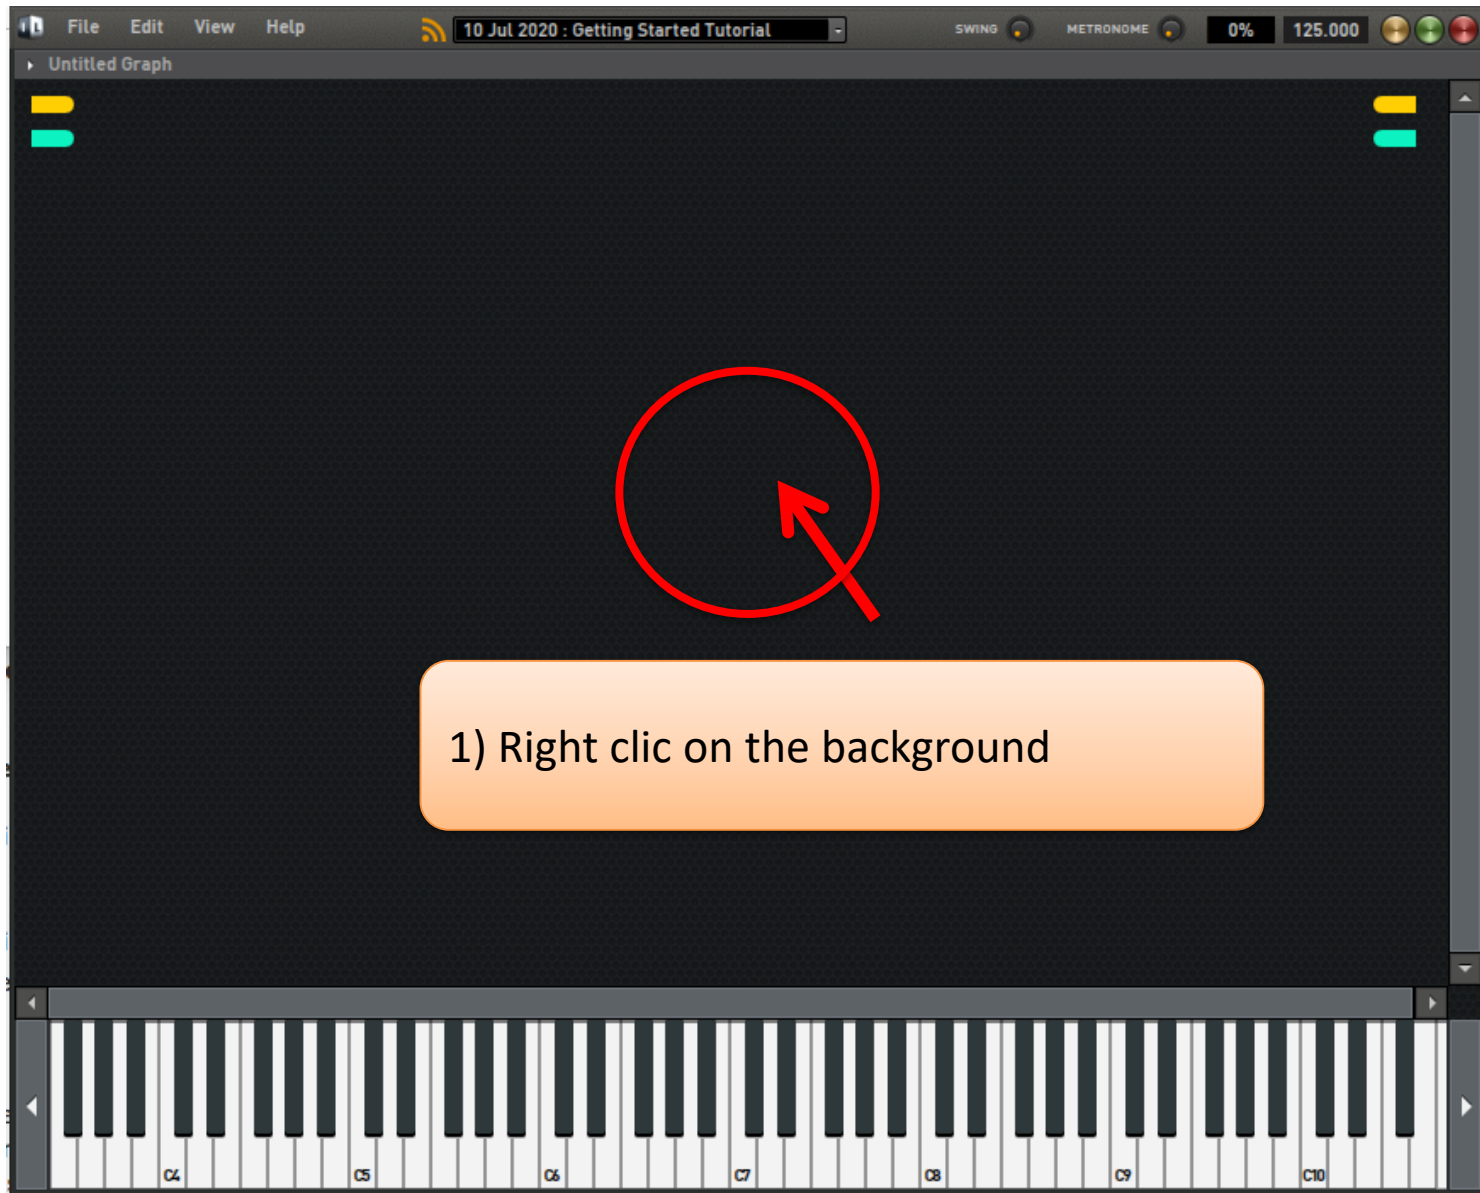 File Edit View Help 10 Jul 2020 : Getting Started Tutorial SWING METRONOME 0% 125.000
Untitled Graph
1) Right clic on the background
C4 C5 C6 C7 C8 C9 C10